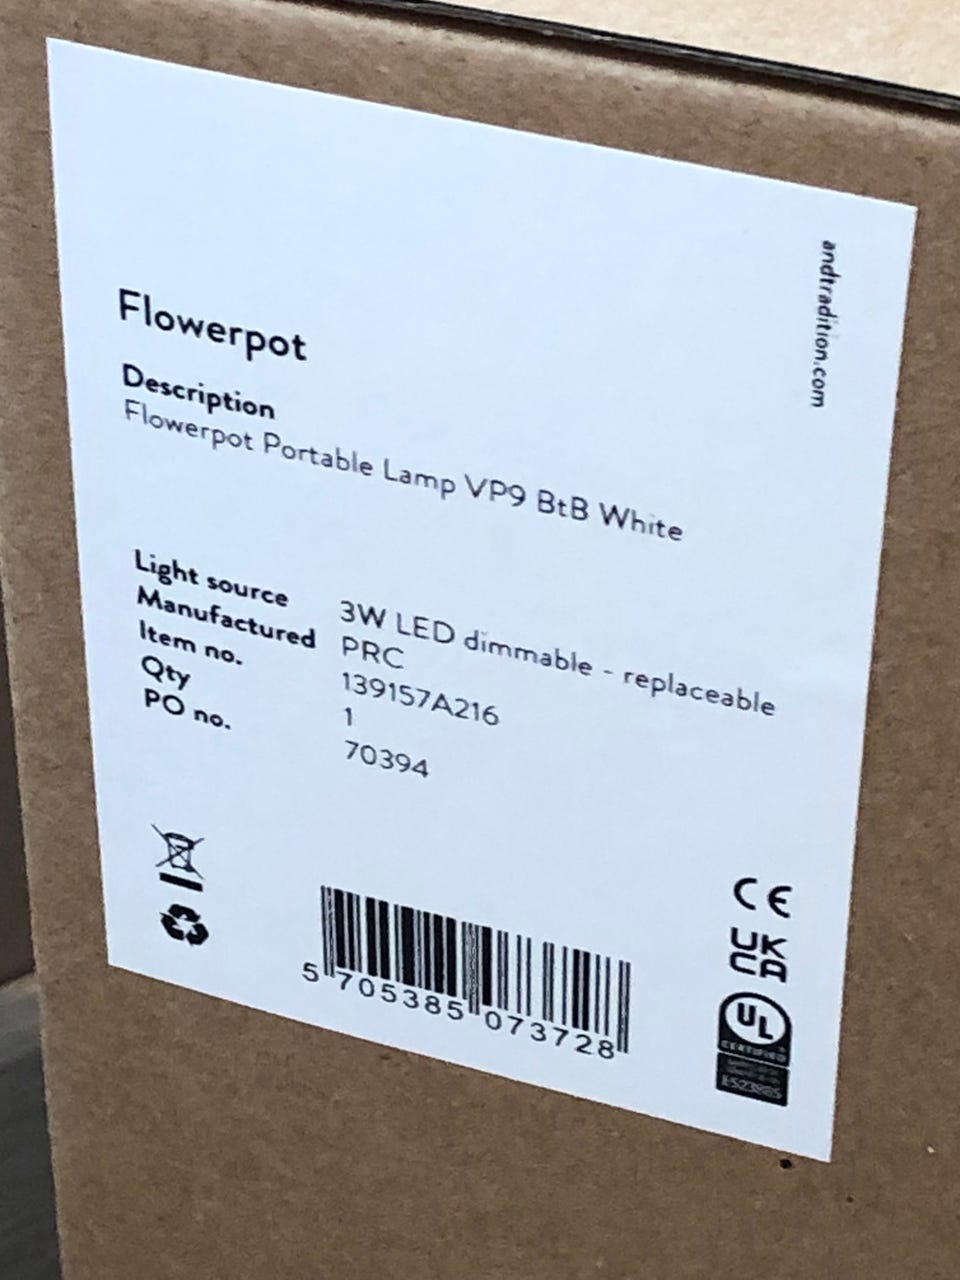 andtradition.com
Flowerpot
Description
Flowerpot Portable Lamp VP9 BtB White
Light source 3W LED dimmable - replaceable
Manufactured PRC
Item no. 139157A216
Qty 1
PO no. 70394
CE
UK
CA
UL
CERTIFIED
5 705385 073728